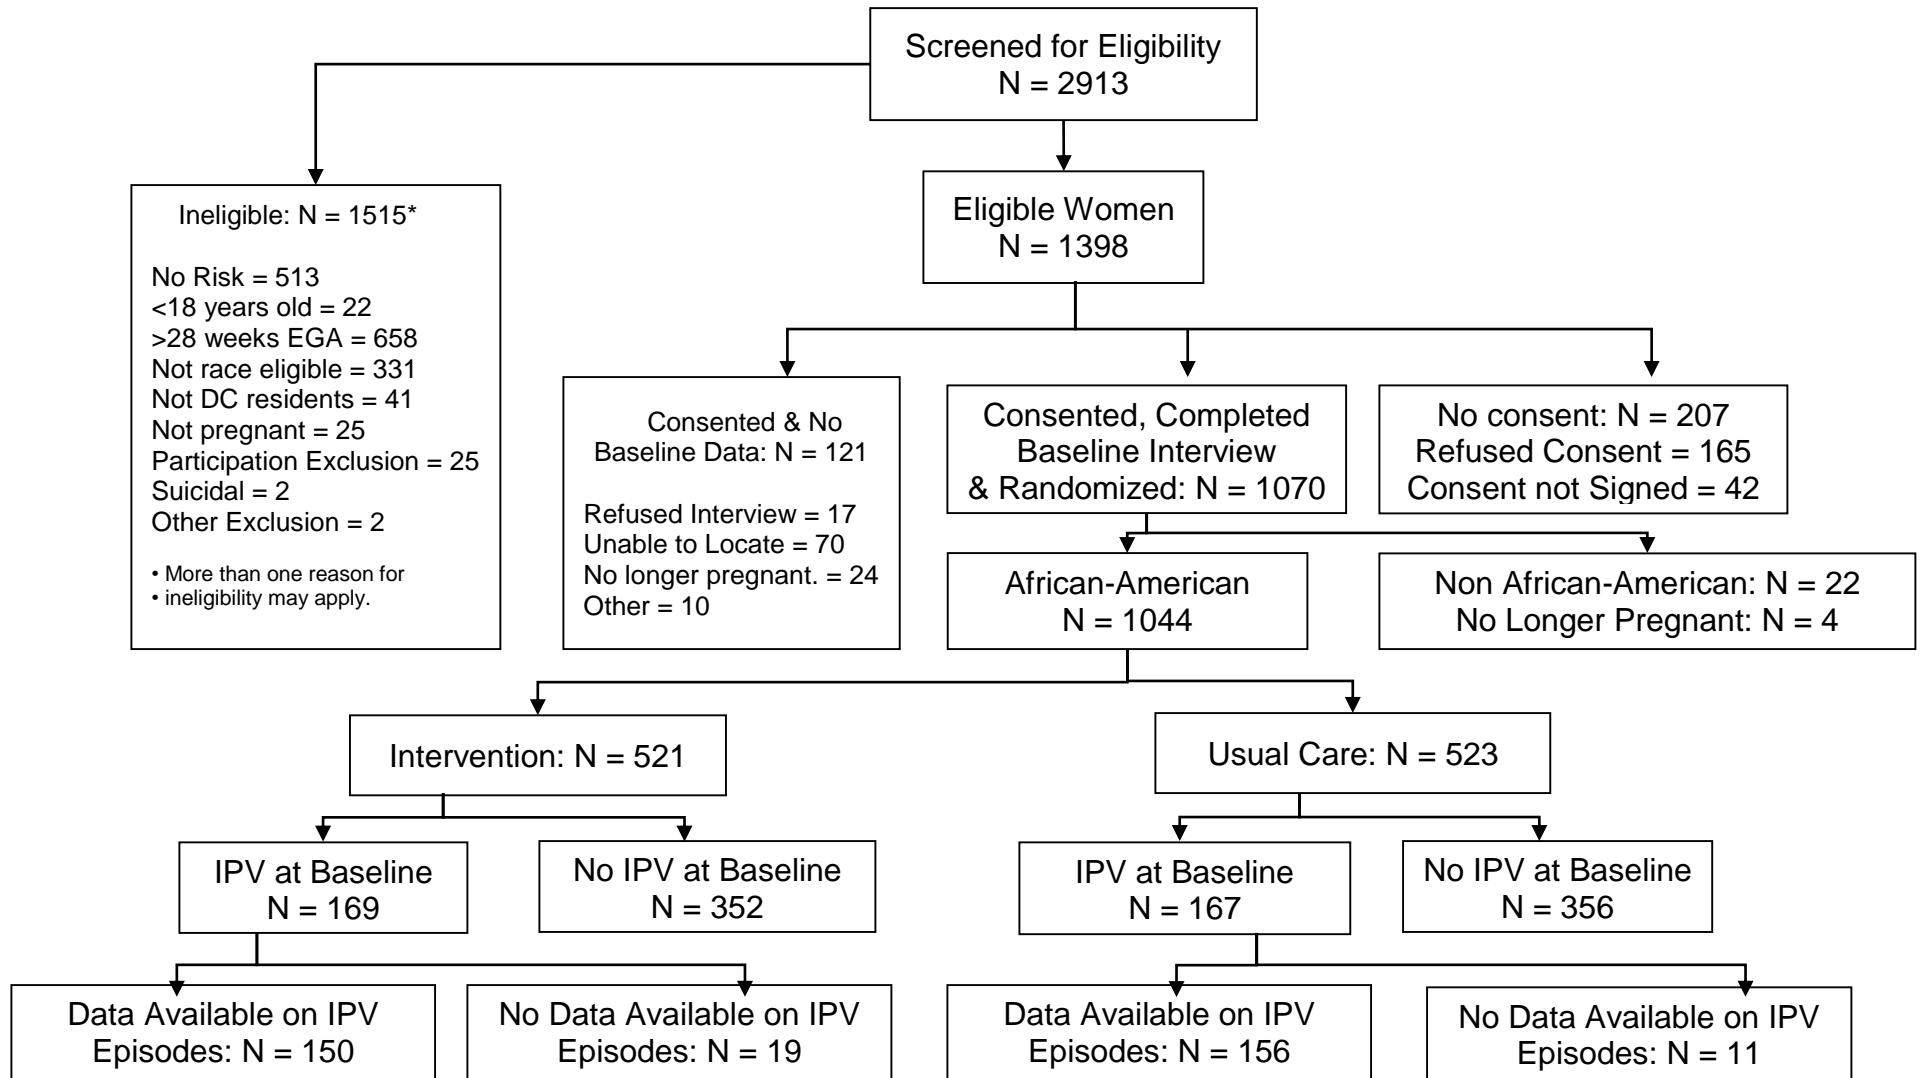 Screened for Eligibility
N = 2913
Ineligible: N = 1515*
No Risk = 513
<18 years old = 22
>28 weeks EGA = 658
Not race eligible = 331
Not DC residents = 41
Not pregnant = 25
Participation Exclusion = 25
Suicidal = 2
Other Exclusion = 2
• More than one reason for
• ineligibility may apply.
Eligible Women
N = 1398
Consented & No
Baseline Data: N = 121
Refused Interview = 17
Unable to Locate = 70
No longer pregnant. = 24
Other = 10
Consented, Completed
Baseline Interview
& Randomized: N = 1070
No consent: N = 207
Refused Consent = 165
Consent not Signed = 42
African-American
N = 1044
Non African-American: N = 22
No Longer Pregnant: N = 4
Intervention: N = 521
Usual Care: N = 523
IPV at Baseline
N = 169
No IPV at Baseline
N = 352
IPV at Baseline
N = 167
No IPV at Baseline
N = 356
Data Available on IPV
Episodes: N = 150
No Data Available on IPV
Episodes: N = 19
Data Available on IPV
Episodes: N = 156
No Data Available on IPV
Episodes: N = 11